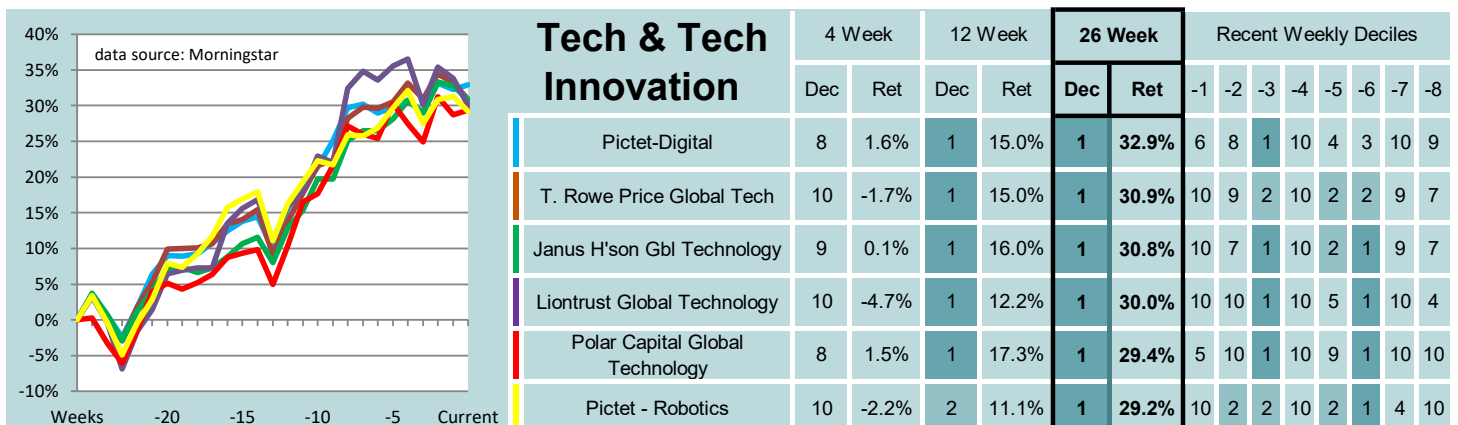 40%
35%
30%
25%
20%
15%
10%
5%
0%
-5%
-10%
data source: Morningstar
Weeks -20 -15 -10 -5 Current
Tech & Tech
Innovation
4 Week 12 Week 26 Week Recent Weekly Deciles
Dec Ret Dec Ret Dec Ret -1 -2 -3 -4 -5 -6 -7 -8
Pictet-Digital 8 1.6% 1 15.0% 1 32.9% 6 8 1 10 4 3 10 9
T. Rowe Price Global Tech 10 -1.7% 1 15.0% 1 30.9% 10 9 2 10 2 2 9 7
Janus H'son Gbl Technology 9 0.1% 1 16.0% 1 30.8% 10 7 1 10 2 1 9 7
Liontrust Global Technology 10 -4.7% 1 12.2% 1 30.0% 10 10 1 10 5 1 10 4
Polar Capital Global
Technology 8 1.5% 1 17.3% 1 29.4% 5 10 1 10 9 1 10 10
Pictet - Robotics 10 -2.2% 2 11.1% 1 29.2% 10 2 2 10 2 1 4 10